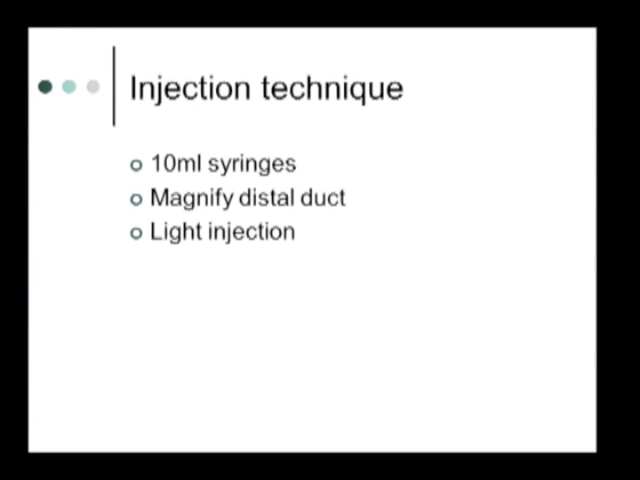 Injection technique
10ml syringes
Magnify distal duct
Light injection